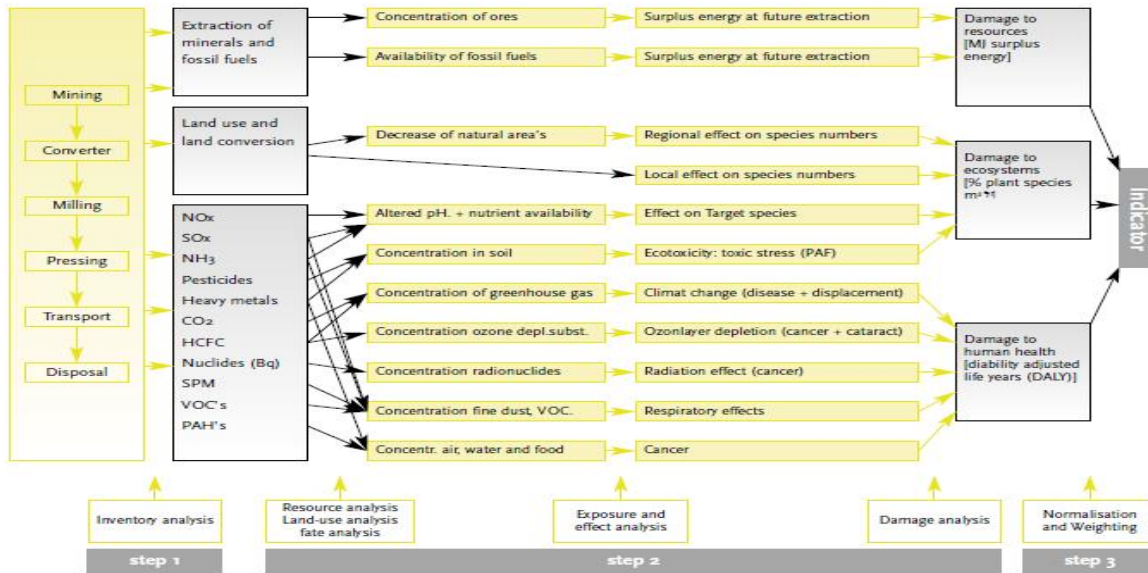 Mining
Converter
Milling
Pressing
Transport
Disposal
Extraction of
minerals and
fossil fuels
Land use and
land conversion
NOx
SOx
NH3
Pesticides
Heavy metals
CO2
HCFC
Nuclides (Bq)
SPM
VOC's
PAH's
Concentration of ores
Availability of fossil fuels
Decrease of natural area's
Altered pH. + nutrient availability
Concentration in soil
Concentration of greenhouse gas
Concentration ozone depl.subst.
Concentration radionuclides
Concentration fine dust, VOC.
Concentr. air, water and food
Surplus energy at future extraction
Surplus energy at future extraction
Regional effect on species numbers
Local effect on species numbers
Effect on Target species
Ecotoxicity: toxic stress (PAF)
Climat change (disease + displacement)
Ozonlayer depletion (cancer + cataract)
Radiation effect (cancer)
Respiratory effects
Cancer
Damage to
resources
[MJ surplus
energy]
Damage to
ecosystems
[% plant species
Damage to
human health
[diability adjusted
life years (DALY)]
Indicator
Inventory analysis
Resource analysis
Land-use analysis
fate analysis
Exposure and
effect analysis
Damage analysis
Normalisation
and Weighting
step 1
step 2
step 3